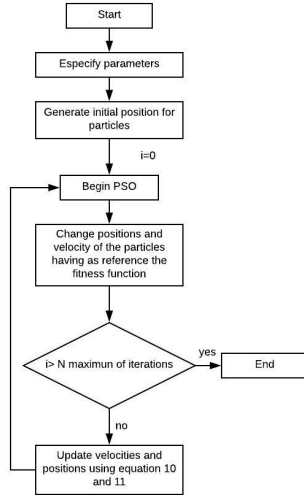 Start
Especify parameters
Generate initial position for
particles
i=0
Begin PSO
Change positions and
velocity of the particles
having as reference the
fitness function
i> N maximun of iterations
yes
End
no
Update velocities and
positions using equation 10
and 11